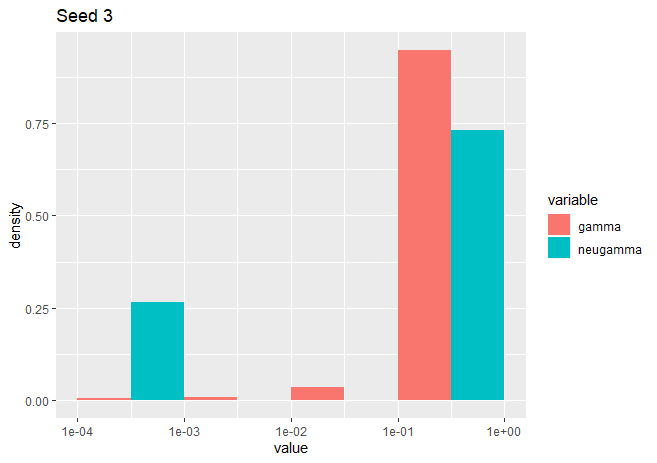 Seed 3
density
0.75
0.50
0.25
0.00
1e-04 1e-03 1e-02 1e-01 1e+00
value
variable
gamma
neugamma